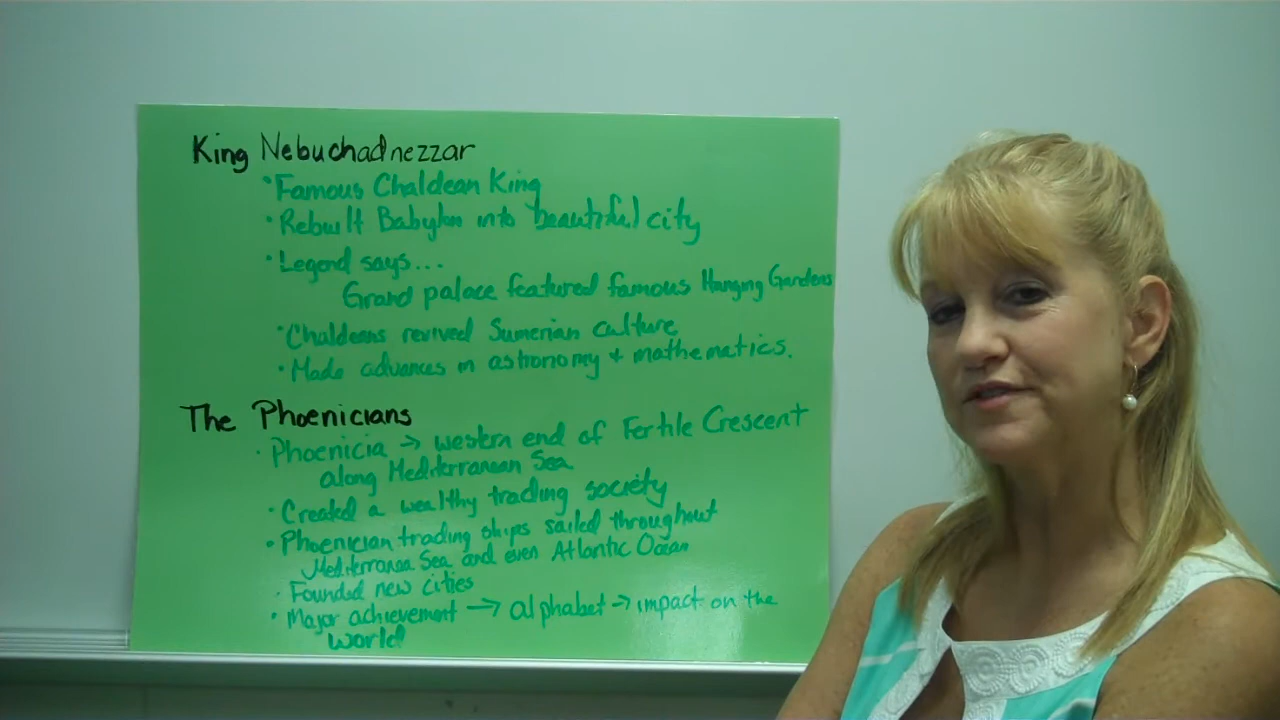 King Nebuchadnezzar
• Famous Chaldean King
• Rebuilt Babylon into beautiful city
• Legend says...
Grand palace featured famous Hanging Gardens
• Chaldeans revived Sumerian culture
• Made advances in astronomy + mathematics.
The Phoenicians
• Phoenicia → western end of Fertile Crescent
along Mediterranean Sea
• Created a wealthy trading society
• Phoenician trading ships sailed throughout
Mediterranea Sea and even Atlantic Ocean
• Founded new cities
• Major achievement → alphabet → impact on the
world